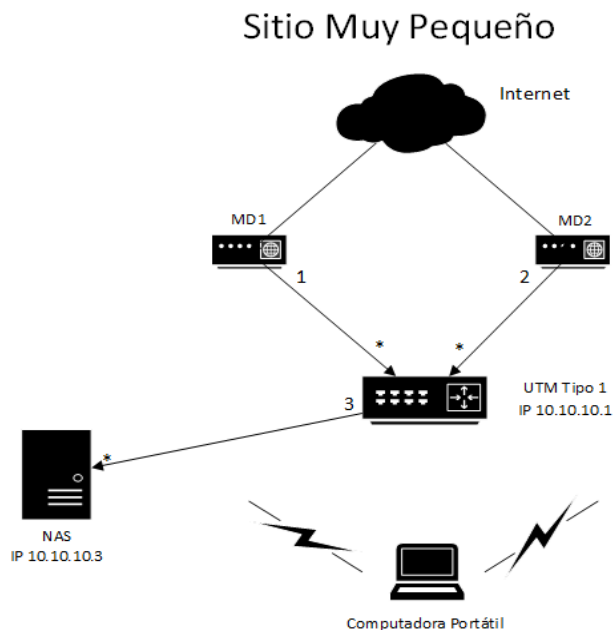 Sitio Muy Pequeño
Internet
MD1
MD2
1
2
*
*
UTM Tipo 1
IP 10.10.10.1
3
*
NAS
IP 10.10.10.3
Computadora Portátil